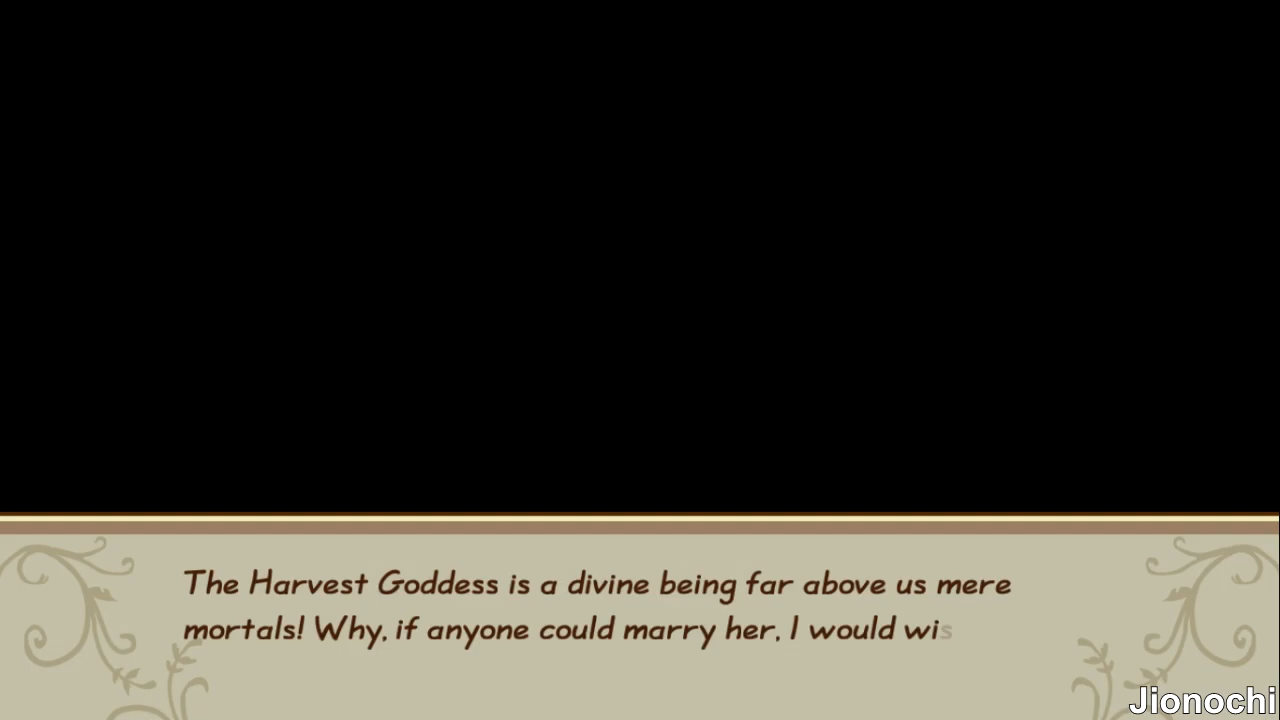 The Harvest Goddess is a divine being far above us mere
mortals! Why, if anyone could marry her, I would wis
Jionochi